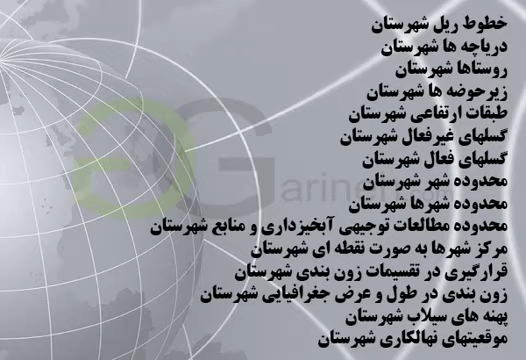 خطوط ریل شهرستان
دریاچه ها شهرستان
روستاها شهرستان
زیرحوضه ها شهرستان
طبقات ارتفاعی شهرستان
گسلهای غیرفعال شهرستان
گسلهای فعال شهرستان
محدوده شهر شهرستان
محدوده شهرها شهرستان
محدوده مطالعات توجیهی آبخیزداری و منابع شهرستان
مرکز شهرها به صورت نقطه ای شهرستان
قرارگیری در تقسیمات زون بندی شهرستان
زون بندی در طول و عرض جغرافیایی شهرستان
پهنه های سیلاب شهرستان
موقعیتهای نهالکاری شهرستان